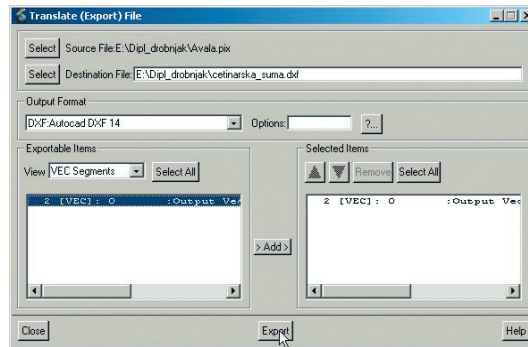 Translate (Export) File
Select Source File:E:\Dipl_drobnjak\Avala.pix
Select Destination File: E:\Dipl_drobnjak\cetinarska_suma.dxf
Output Format
DXF:Autocad DXF 14 Options: ?...
Exportable Items Selected Items
View VEC Segments Select All Remove Select All
2 [VEC]: 0 :Output Vec 2 [VEC]: 0 :Output Vec
> Add >
Close Export Help